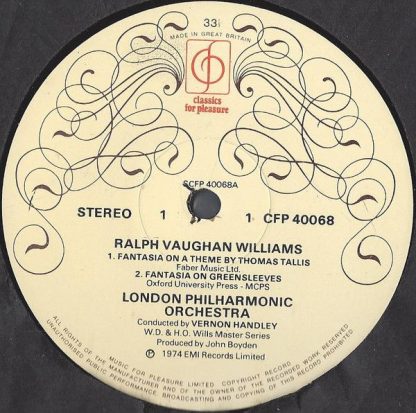 33⅓
MADE IN GREAT BRITAIN
classics
for pleasure
SCFP 40068A
STEREO 1 1 CFP 40068
RALPH VAUGHAN WILLIAMS
1. FANTASIA ON A THEME BY THOMAS TALLIS
Faber Music Ltd.
2. FANTASIA ON GREENSLEEVES
Oxford University Press - MCPS
LONDON PHILHARMONIC
ORCHESTRA
Conducted by VERNON HANDLEY
W.D. & H.O. Wills Master Series
Produced by John Boyden
Ⓟ 1974 EMI Records Limited
MUSIC FOR PLEASURE LIMITED. COPYRIGHT RECORD
ALL RIGHTS OF THE MANUFACTURER AND OF THE OWNER OF THE RECORDED WORK RESERVED
UNAUTHORISED PUBLIC PERFORMANCE, BROADCASTING AND COPYING OF THIS RECORD PROHIBITED